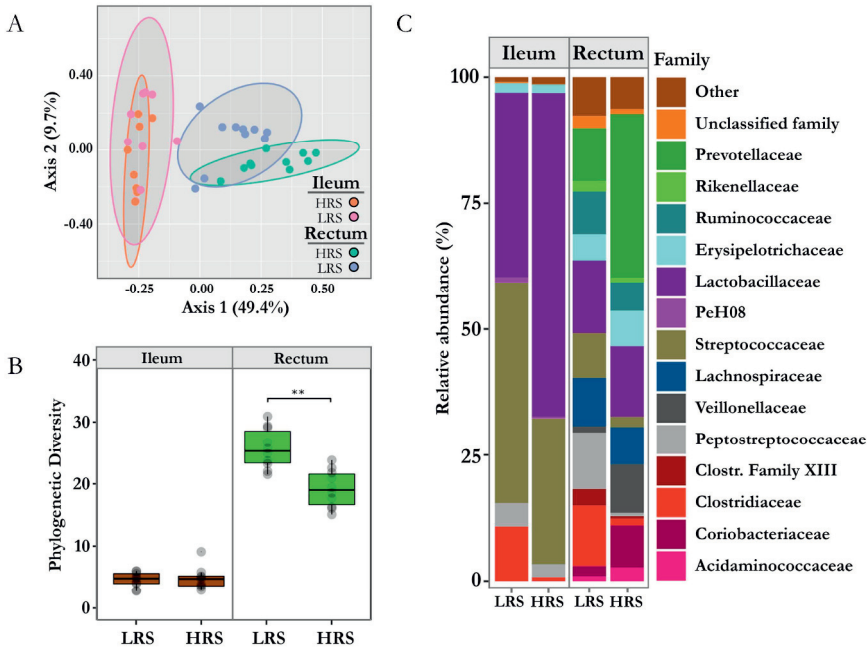 A
0.40
0.00
-0.40
Axis 2 (9.7%)
Ileum
HRS
LRS
Rectum
HRS
LRS
-0.25
0.00
0.25
0.50
Axis 1 (49.4%)
B
Ileum
Rectum
40
30
20
10
0
Phylogenetic Diversity
**
LRS
HRS
LRS
HRS
C
Ileum
Rectum
100
75
50
25
0
Relative abundance (%)
LRS
HRS
LRS
HRS
Family
Other
Unclassified family
Prevotellaceae
Rikenellaceae
Ruminococcaceae
Erysipelotrichaceae
Lactobacillaceae
PeH08
Streptococcaceae
Lachnospiraceae
Veillonellaceae
Peptostreptococcaceae
Clostr. Family XIII
Clostridiaceae
Coriobacteriaceae
Acidaminococcaceae